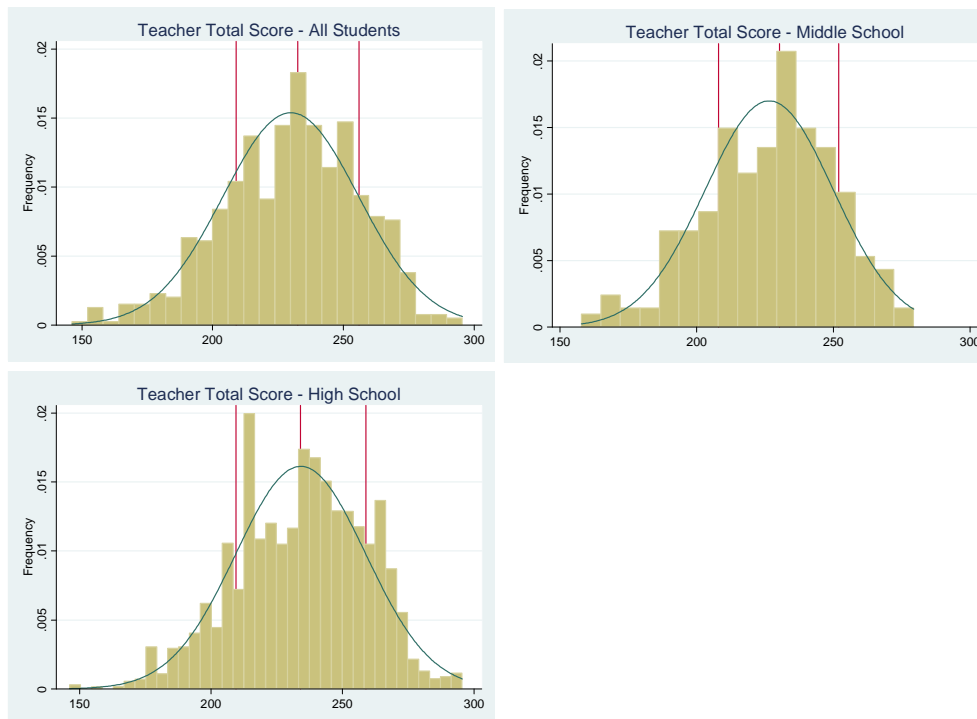 Teacher Total Score - All Students
.02
.015
.01
.005
0
Frequency
150 200 250 300
Teacher Total Score - Middle School
.02
.015
.01
.005
0
Frequency
150 200 250 300
Teacher Total Score - High School
.02
.015
.01
.005
0
Frequency
150 200 250 300